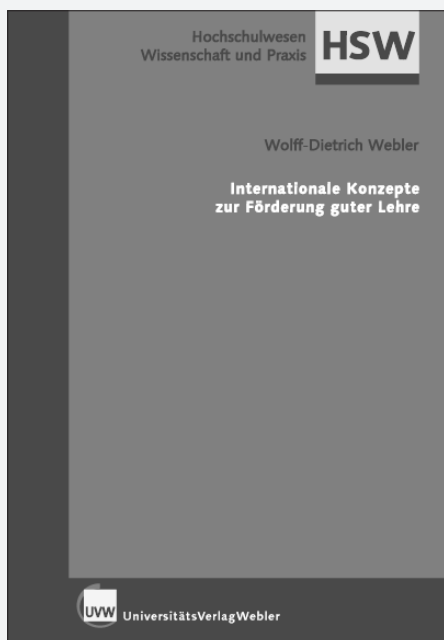 Hochschulwesen
Wissenschaft und Praxis
HSW
Wolff-Dietrich Webler
Internationale Konzepte
zur Förderung guter Lehre
UVW
UniversitätsVerlagWebler